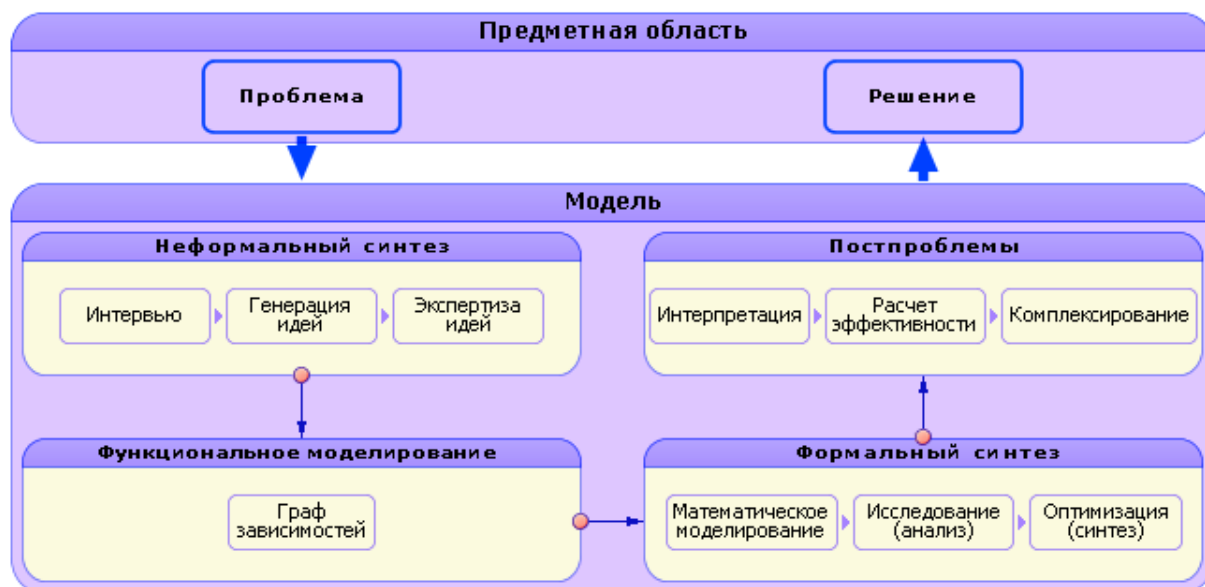 Предметная область
Проблема
Решение
Модель
Неформальный синтез
Интервью
Генерация
идей
Экспертиза
идей
Постпроблемы
Интерпретация
Расчет
эффективности
Комплексирование
Функциональное моделирование
Граф
зависимостей
Формальный синтез
Математическое
моделирование
Исследование
(анализ)
Оптимизация
(синтез)